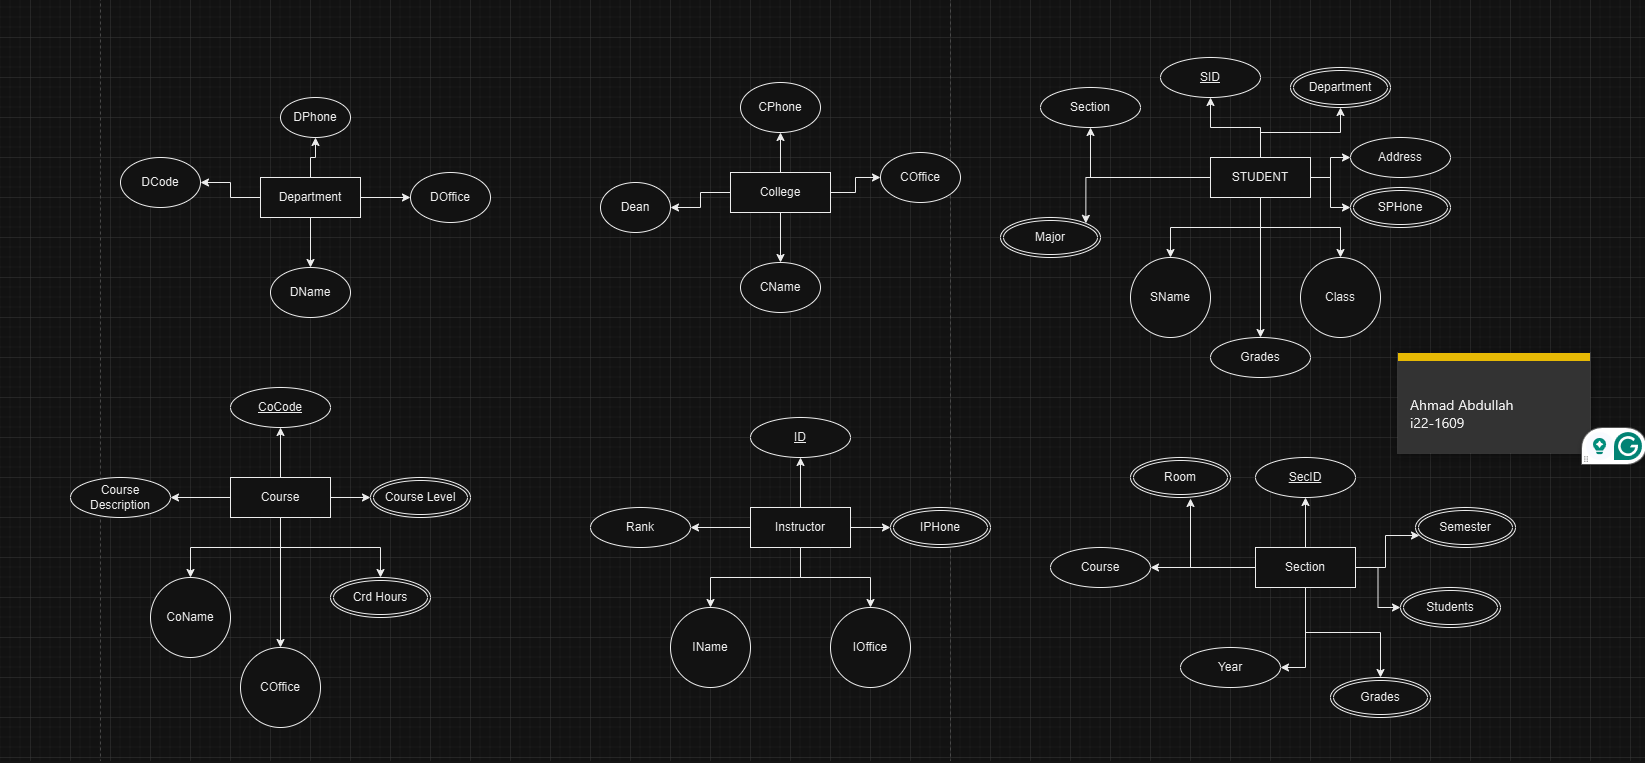 DPhone
DCode
Department
DOffice
DName
CPhone
COffice
College
Dean
CName
SID
Department
Section
Address
STUDENT
SPHone
Major
SName
Class
Grades
Ahmad Abdullah
i22-1609
CoCode
Course
Description
Course
Course Level
CoName
Crd Hours
COffice
ID
Rank
Instructor
IPHone
IName
IOffice
Room
SecID
Semester
Course
Section
Students
Year
Grades
G